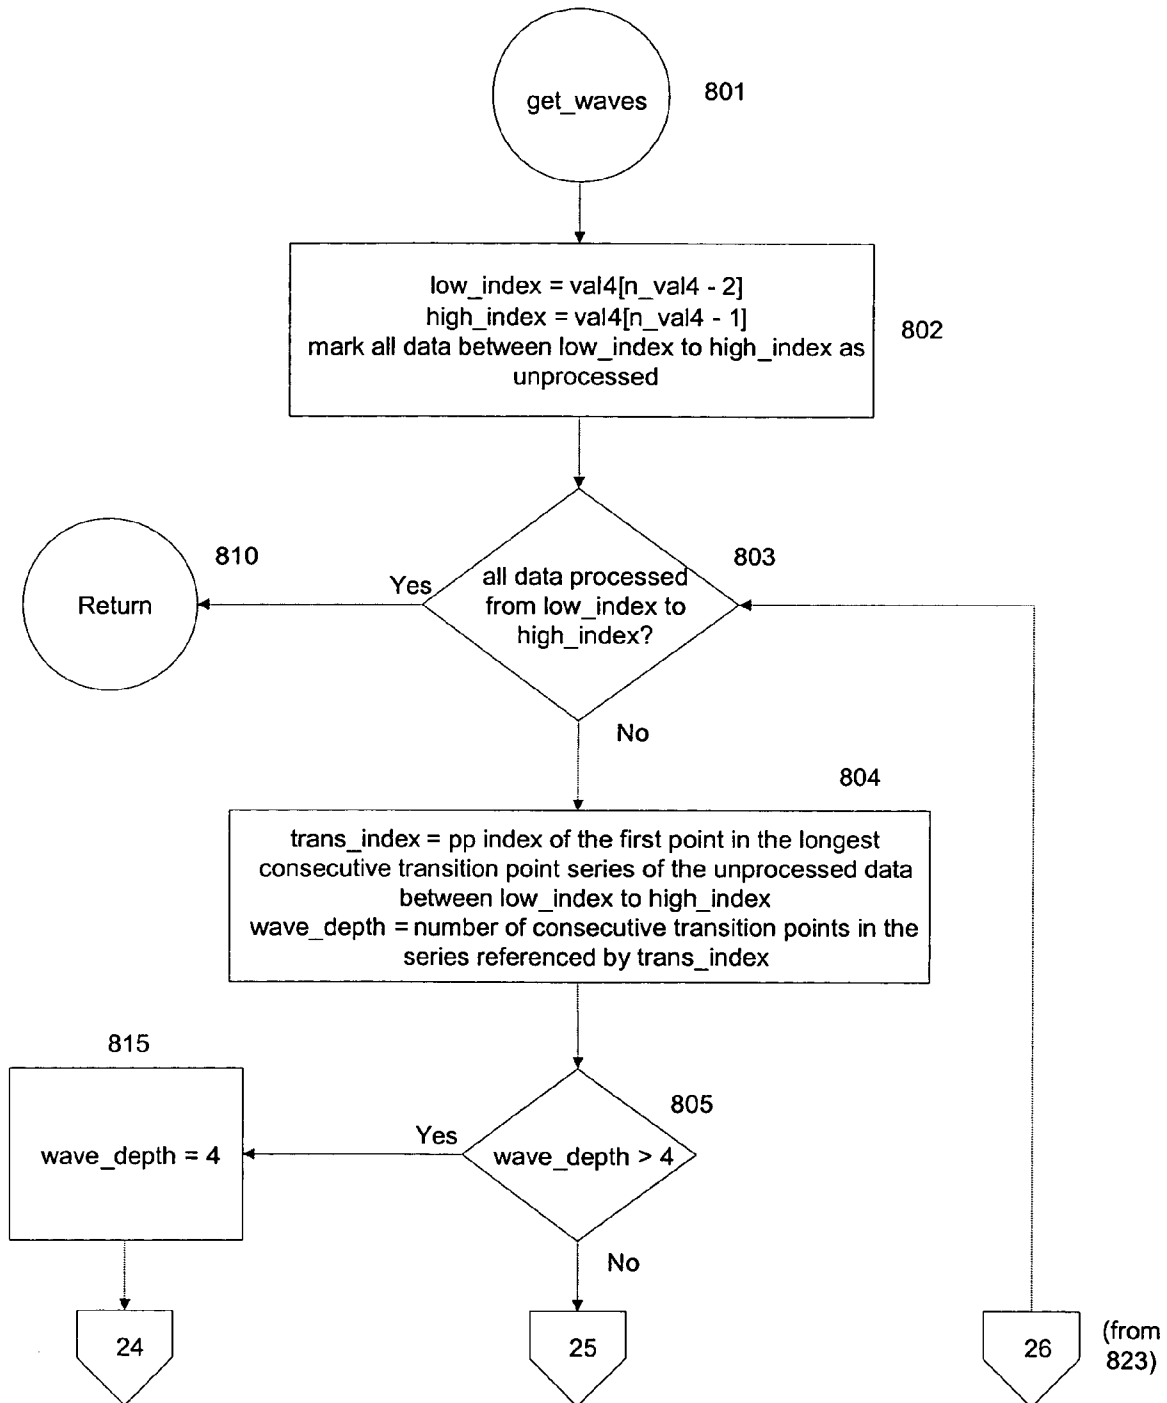 get_waves
801
low_index = val4[n_val4 - 2]
high_index = val4[n_val4 - 1]
mark all data between low_index to high_index as
unprocessed
802
810
Return
Yes
all data processed
from low_index to
high_index?
803
No
804
trans_index = pp index of the first point in the longest
consecutive transition point series of the unprocessed data
between low_index to high_index
wave_depth = number of consecutive transition points in the
series referenced by trans_index
815
wave_depth = 4
Yes
wave_depth > 4
805
No
24
25
26
(from
823)